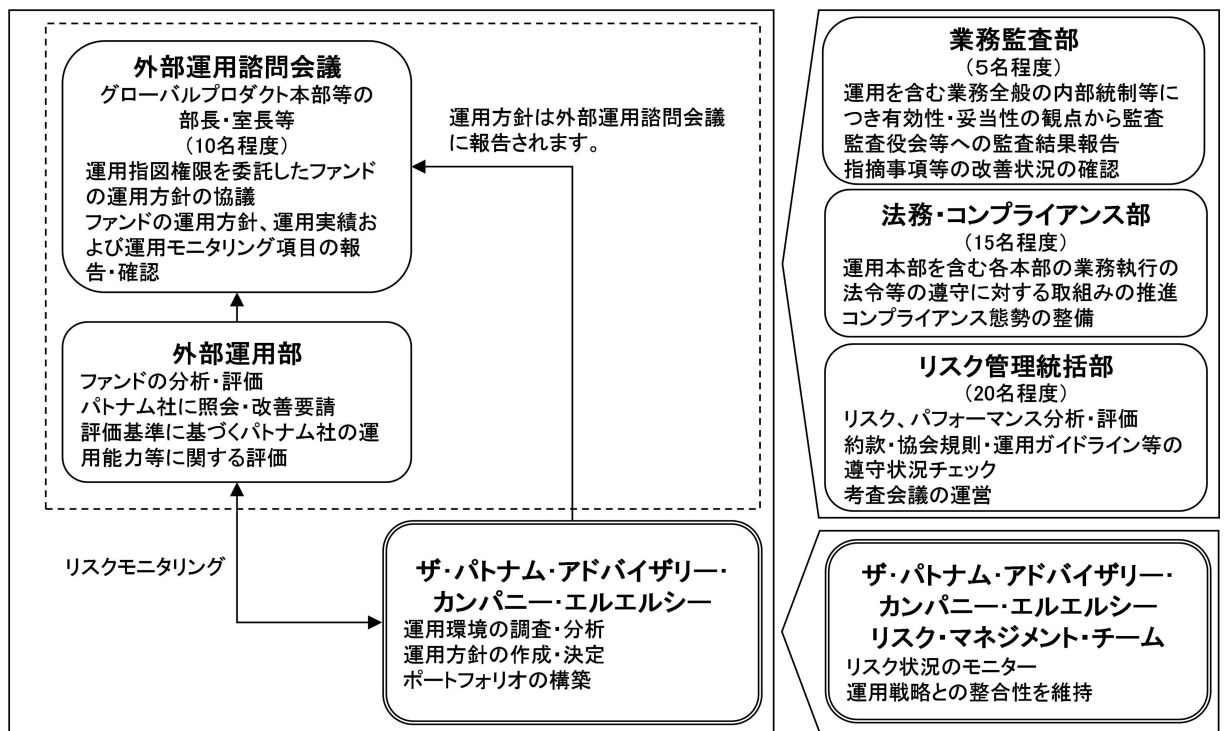 外部運用諮問会議
グローバルプロダクト本部等の
部長・室長等
(10名程度)
運用指図権限を委託したファンド
の運用方針の協議
ファンドの運用方針、運用実績お
よび運用モニタリング項目の報
告・確認
運用方針は外部運用諮問会議
に報告されます。
外部運用部
ファンドの分析・評価
パトナム社に照会・改善要請
評価基準に基づくパトナム社の運
用能力等に関する評価
リスクモニタリング
ザ・パトナム・アドバイザリー・
カンパニー・エルエルシー
運用環境の調査・分析
運用方針の作成・決定
ポートフォリオの構築
業務監査部
(5名程度)
運用を含む業務全般の内部統制等に
つき有効性・妥当性の観点から監査
監査役会等への監査結果報告
指摘事項等の改善状況の確認
法務・コンプライアンス部
(15名程度)
運用本部を含む各本部の業務執行の
法令等の遵守に対する取組みの推進
コンプライアンス態勢の整備
リスク管理統括部
(20名程度)
リスク、パフォーマンス分析・評価
約款・協会規則・運用ガイドライン等の
遵守状況チェック
考査会議の運営
ザ・パトナム・アドバイザリー・
カンパニー・エルエルシー
リスク・マネジメント・チーム
リスク状況のモニター
運用戦略との整合性を維持